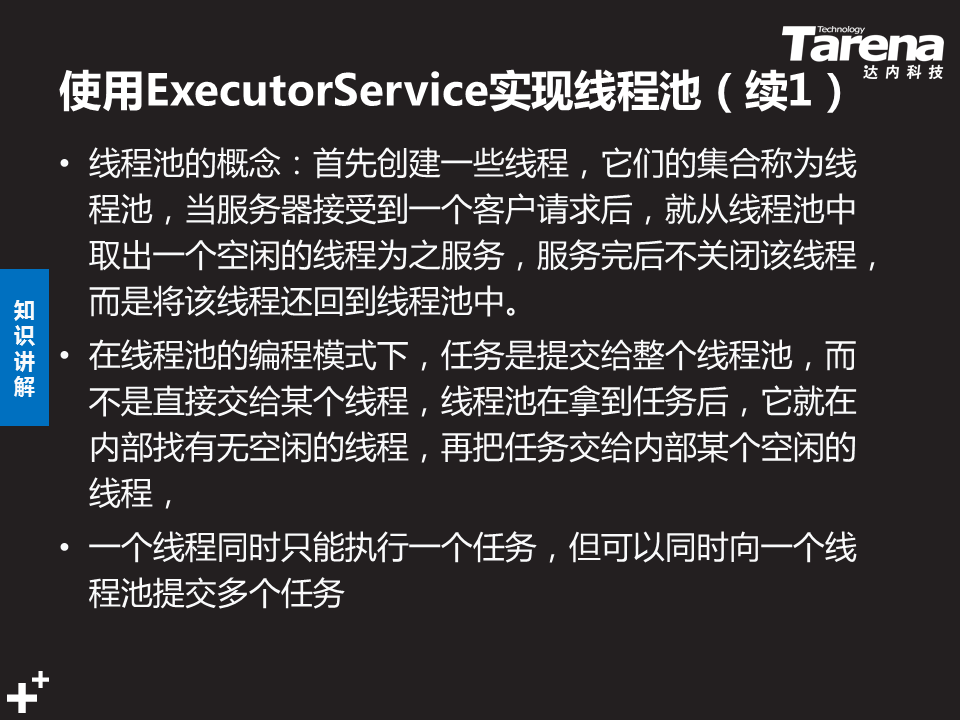 Technology
Tarena
达内科技
使用ExecutorService实现线程池（续1）
• 线程池的概念：首先创建一些线程，它们的集合称为线
程池，当服务器接受到一个客户请求后，就从线程池中
取出一个空闲的线程为之服务，服务完后不关闭该线程，
而是将该线程还回到线程池中。
知识讲解
• 在线程池的编程模式下，任务是提交给整个线程池，而
不是直接交给某个线程，线程池在拿到任务后，它就在
内部找有无空闲的线程，再把任务交给内部某个空闲的
线程，
• 一个线程同时只能执行一个任务，但可以同时向一个线
程池提交多个任务